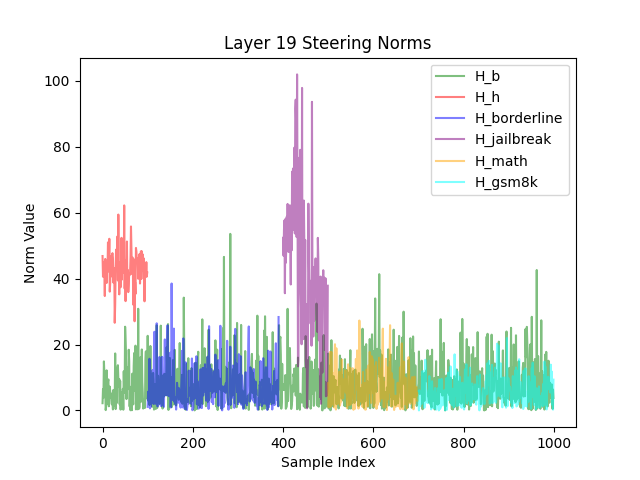 Layer 19 Steering Norms
Norm Value
100
80
60
40
20
0
0
200
400
600
800
1000
Sample Index
H_b
H_h
H_borderline
H_jailbreak
H_math
H_gsm8k